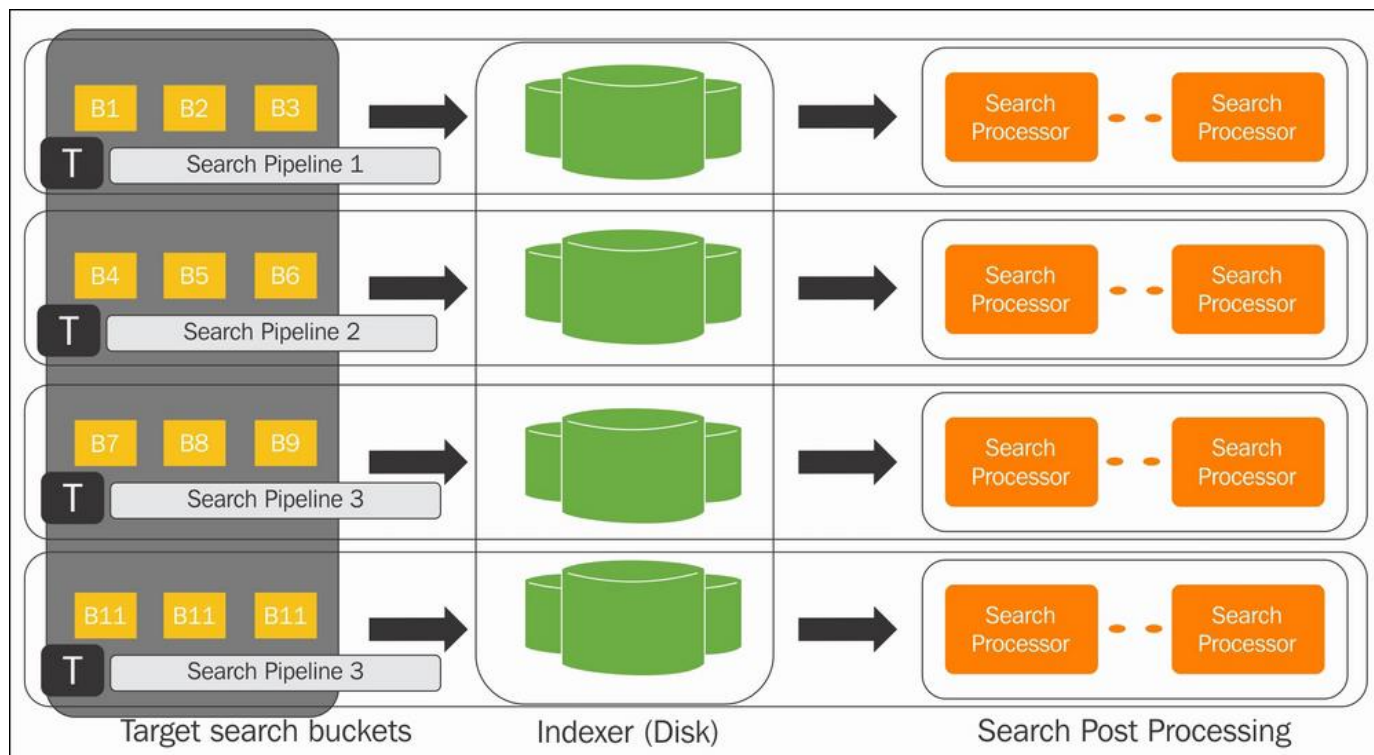 B1 B2 B3
T Search Pipeline 1
Search Processor
Search Processor
B4 B5 B6
T Search Pipeline 2
Search Processor
Search Processor
B7 B8 B9
T Search Pipeline 3
Search Processor
Search Processor
B11 B11 B11
T Search Pipeline 3
Search Processor
Search Processor
Target search buckets
Indexer (Disk)
Search Post Processing